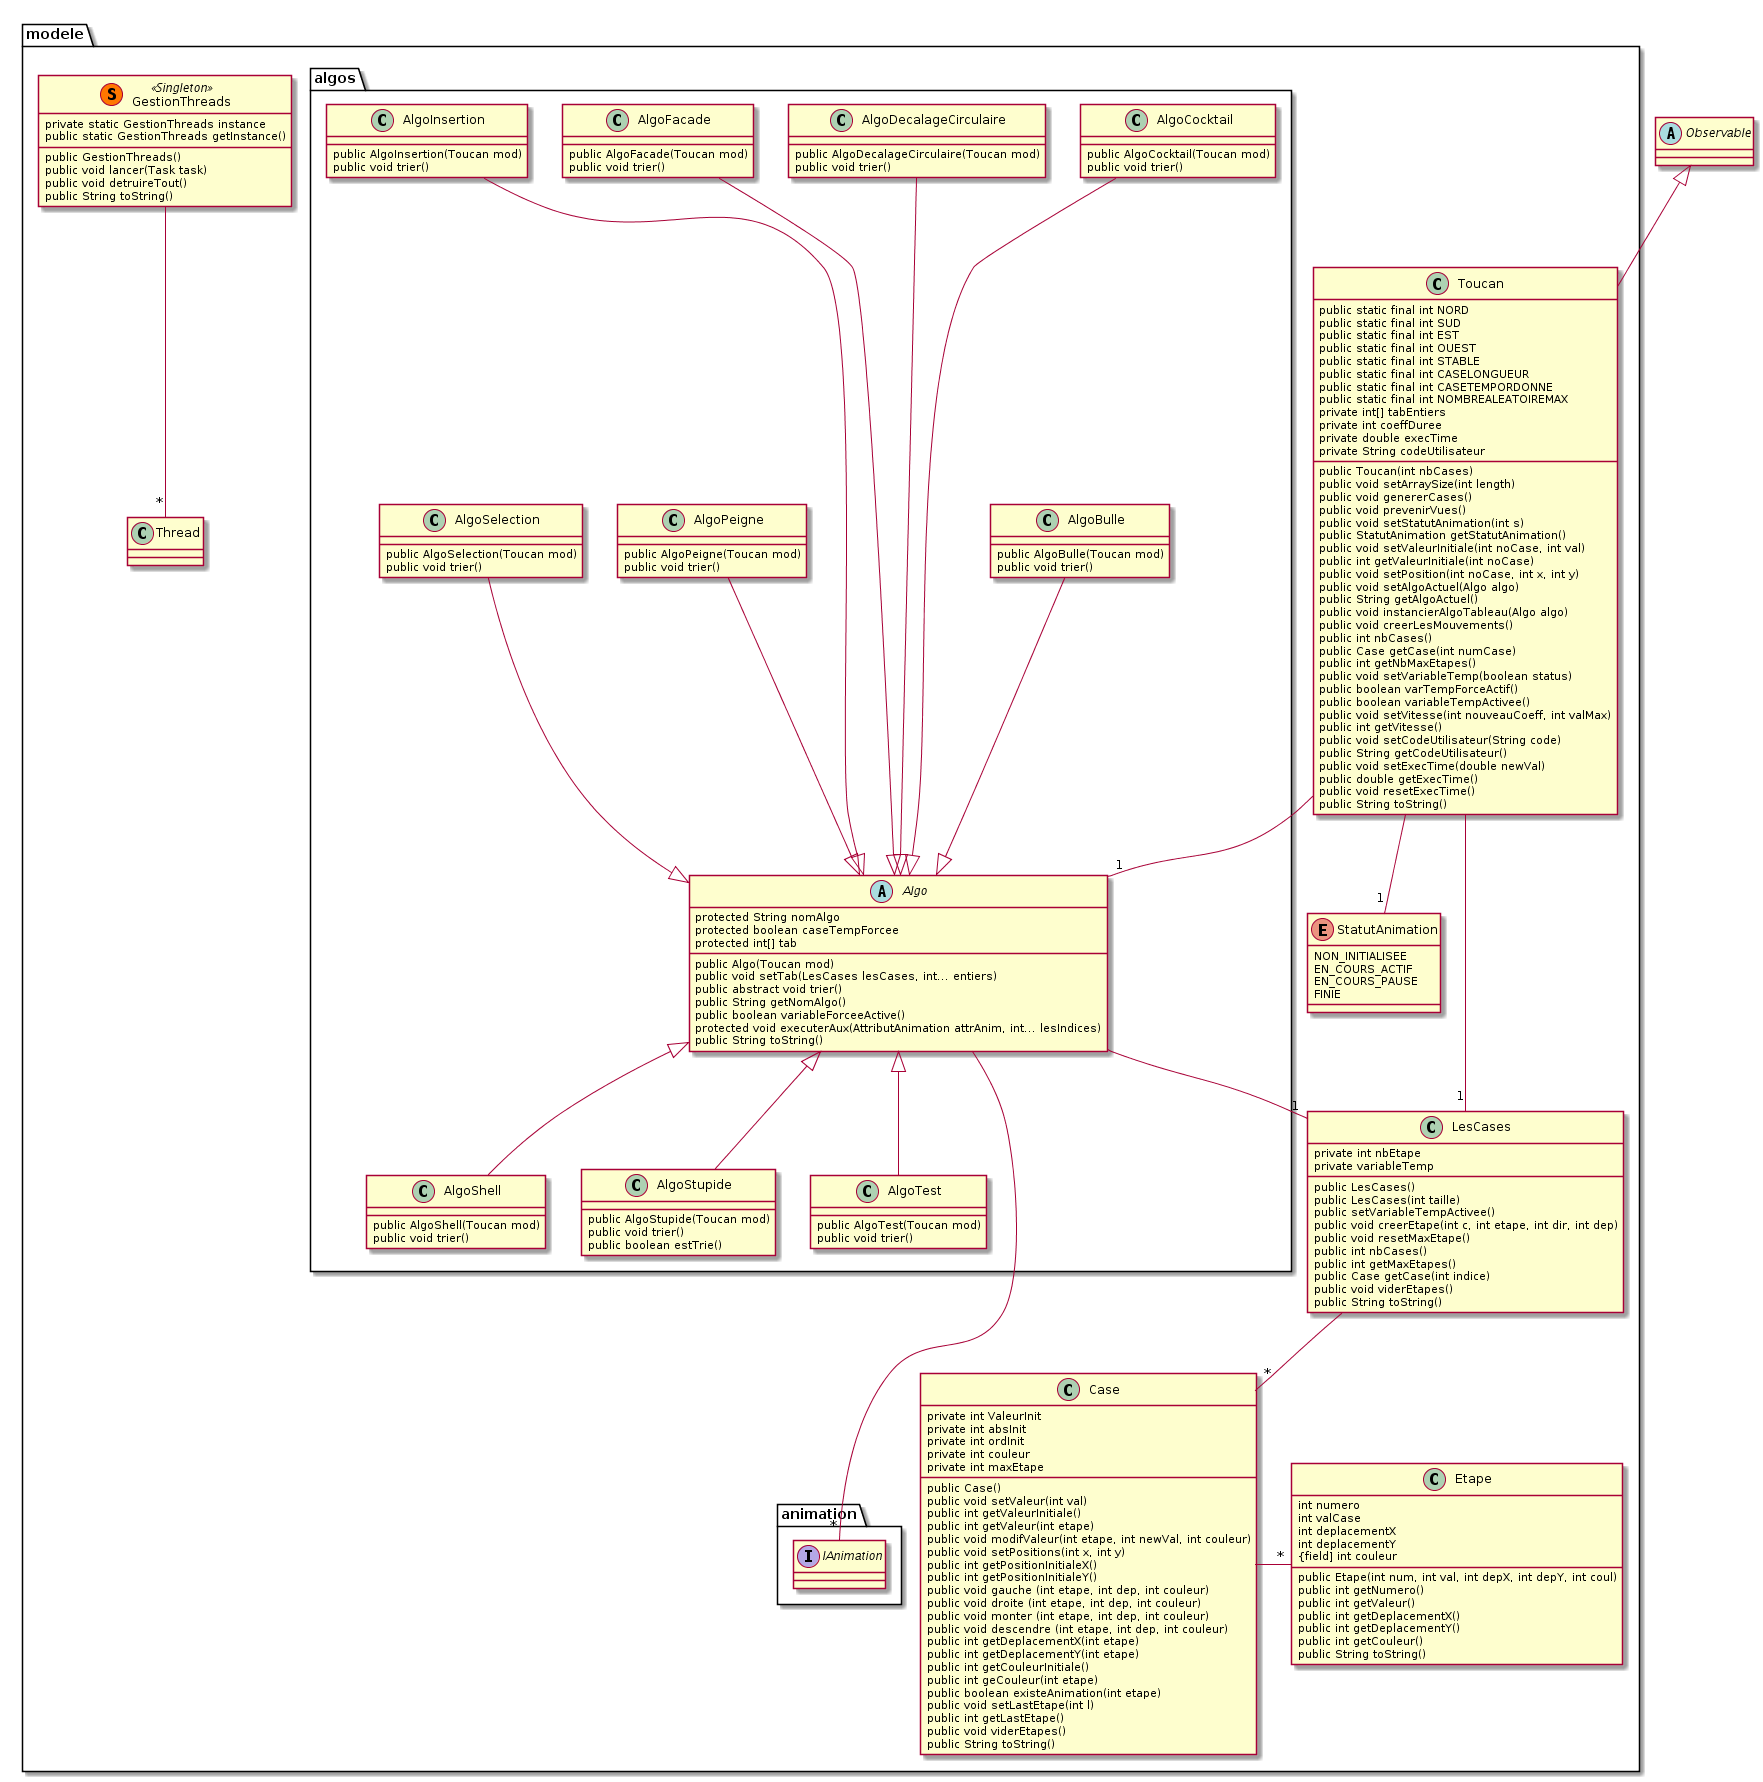 modele
S «Singleton»
GestionThreads
private static GestionThreads instance
public static GestionThreads getInstance()
public GestionThreads()
public void lancer(Task task)
public void detruireTout()
public String toString()
*
C Thread
algos
C AlgoInsertion
public AlgoInsertion(Toucan mod)
public void trier()
C AlgoFacade
public AlgoFacade(Toucan mod)
public void trier()
C AlgoDecalageCirculaire
public AlgoDecalageCirculaire(Toucan mod)
public void trier()
C AlgoCocktail
public AlgoCocktail(Toucan mod)
public void trier()
C AlgoSelection
public AlgoSelection(Toucan mod)
public void trier()
C AlgoPeigne
public AlgoPeigne(Toucan mod)
public void trier()
C AlgoBulle
public AlgoBulle(Toucan mod)
public void trier()
A Observable
C Toucan
public static final int NORD
public static final int SUD
public static final int EST
public static final int OUEST
public static final int STABLE
public static final int CASELONGUEUR
public static final int CASETEMPORDONNE
public static final int NOMBREALEATOIREMAX
private int[] tabEntiers
private int coeffDuree
private double execTime
private String codeUtilisateur
public Toucan(int nbCases)
public void setArraySize(int length)
public void genererCases()
public void prevenirVues()
public void setStatutAnimation(int s)
public StatutAnimation getStatutAnimation()
public void setValeurInitiale(int noCase, int val)
public int getValeurInitiale(int noCase)
public void setPosition(int noCase, int x, int y)
public void setAlgoActuel(Algo algo)
public String getAlgoActuel()
public void instancierAlgoTableau(Algo algo)
public void creerLesMouvements()
public int nbCases()
public Case getCase(int numCase)
public int getNbMaxEtapes()
public void setVariableTemp(boolean status)
public boolean varTempForceActif()
public boolean variableTempActivee()
public void setVitesse(int nouveauCoeff, int valMax)
public int getVitesse()
public void setCodeUtilisateur(String code)
public String getCodeUtilisateur()
public void setExecTime(double newVal)
public double getExecTime()
public void resetExecTime()
public String toString()
1
A Algo
protected String nomAlgo
protected boolean caseTempForcee
protected int[] tab
public Algo(Toucan mod)
public void setTab(LesCases lesCases, int... entiers)
public abstract void trier()
public String getNomAlgo()
public boolean variableForceeActive()
protected void executerAux(AttributAnimation attrAnim, int... lesIndices)
public String toString()
1
E StatutAnimation
NON_INITIALISEE
EN_COURS_ACTIF
EN_COURS_PAUSE
FINIE
1
1
C AlgoShell
public AlgoShell(Toucan mod)
public void trier()
C AlgoStupide
public AlgoStupide(Toucan mod)
public void trier()
public boolean estTrie()
C AlgoTest
public AlgoTest(Toucan mod)
public void trier()
C LesCases
private int nbEtape
private variableTemp
public LesCases()
public LesCases(int taille)
public setVariableTempActivee()
public void creerEtape(int c, int etape, int dir, int dep)
public void resetMaxEtape()
public int nbCases()
public int getMaxEtapes()
public Case getCase(int indice)
public void viderEtapes()
public String toString()
*
C Case
private int ValeurInit
private int absInit
private int ordInit
private int couleur
private int maxEtape
public Case()
public void setValeur(int val)
public int getValeurInitiale()
public int getValeur(int etape)
public void modifValeur(int etape, int newVal, int couleur)
public void setPositions(int x, int y)
public int getPositionInitialeX()
public int getPositionInitialeY()
public void gauche (int etape, int dep, int couleur)
public void droite (int etape, int dep, int couleur)
public void monter (int etape, int dep, int couleur)
public void descendre (int etape, int dep, int couleur)
public int getDeplacementX(int etape)
public int getDeplacementY(int etape)
public int getCouleurInitiale()
public int geCouleur(int etape)
public boolean existeAnimation(int etape)
public void setLastEtape(int l)
public int getLastEtape()
public void viderEtapes()
public String toString()
*
C Etape
int numero
int valCase
int deplacementX
int deplacementY
{field] int couleur
public Etape(int num, int val, int depX, int depY, int coul)
public int getNumero()
public int getValeur()
public int getDeplacementX()
public int getDeplacementY()
public int getCouleur()
public String toString()
animation
*
I IAnimation